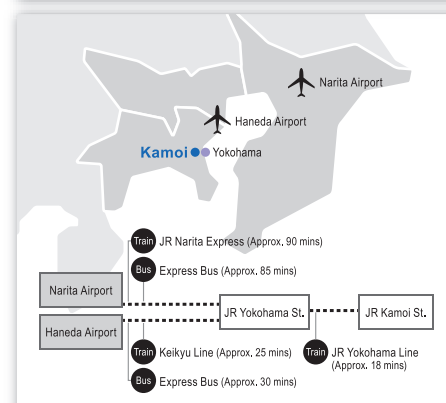 Narita Airport
Haneda Airport
Kamoi Yokohama
Train JR Narita Express (Approx. 90 mins)
Bus Express Bus (Approx. 85 mins)
Narita Airport
JR Yokohama St. JR Kamoi St.
Haneda Airport
Train Keikyu Line (Approx. 25 mins) Train JR Yokohama Line
(Approx. 18 mins)
Bus Express Bus (Approx. 30 mins)